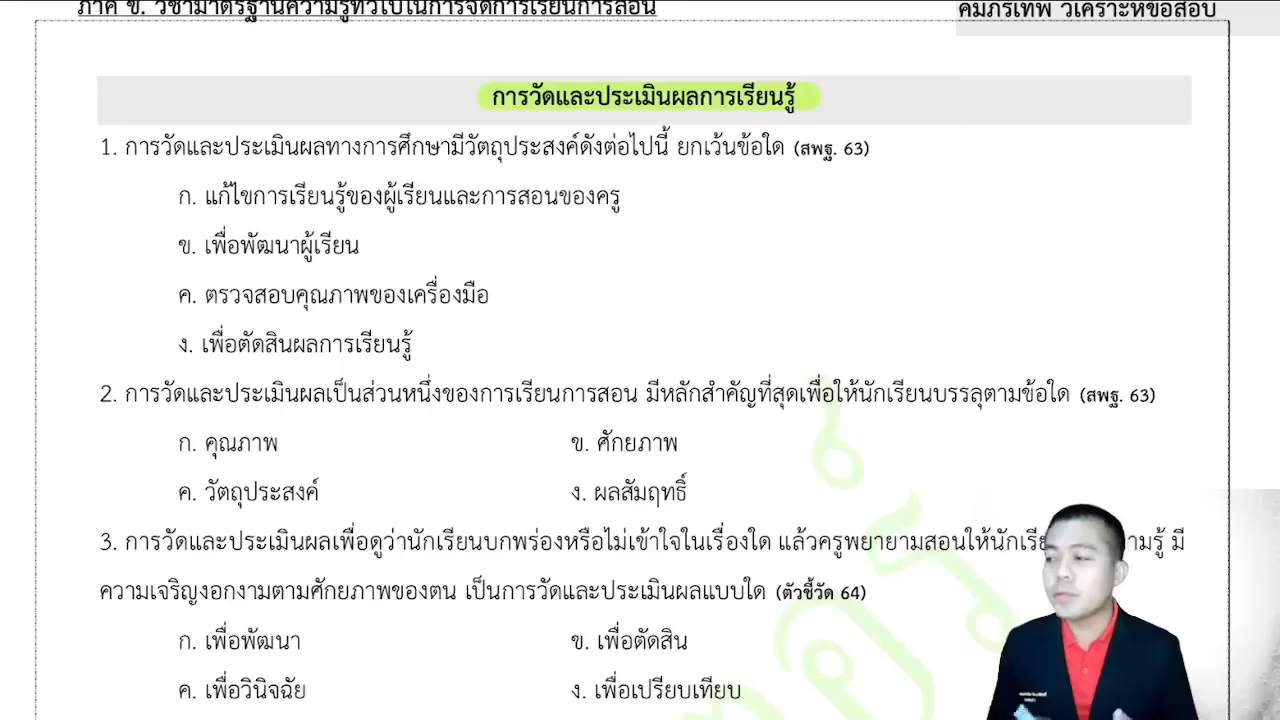 ภาค ข. วิชามาตรฐานความรู้ทั่วไปในการจัดการเรียนการสอน
คัมภีร์เทพ วิเคราะห์ข้อสอบ
การวัดและประเมินผลการเรียนรู้
1. การวัดและประเมินผลทางการศึกษามีวัตถุประสงค์ดังต่อไปนี้ ยกเว้นข้อใด (สพฐ. 63)
ก. แก้ไขการเรียนรู้ของผู้เรียนและการสอนของครู
ข. เพื่อพัฒนาผู้เรียน
ค. ตรวจสอบคุณภาพของเครื่องมือ
ง. เพื่อตัดสินผลการเรียนรู้
2. การวัดและประเมินผลเป็นส่วนหนึ่งของการเรียนการสอน มีหลักสำคัญที่สุดเพื่อให้นักเรียนบรรลุตามข้อใด (สพฐ. 63)
ก. คุณภาพ ข. ศักยภาพ
ค. วัตถุประสงค์ ง. ผลสัมฤทธิ์
3. การวัดและประเมินผลเพื่อดูว่านักเรียนบกพร่องหรือไม่เข้าใจในเรื่องใด แล้วครูพยายามสอนให้นักเรีย ามรู้ มี
ความเจริญงอกงามตามศักยภาพของตน เป็นการวัดและประเมินผลแบบใด (ตัวชี้วัด 64)
ก. เพื่อพัฒนา ข. เพื่อตัดสิน
ค. เพื่อวินิจฉัย ง. เพื่อเปรียบเทียบ